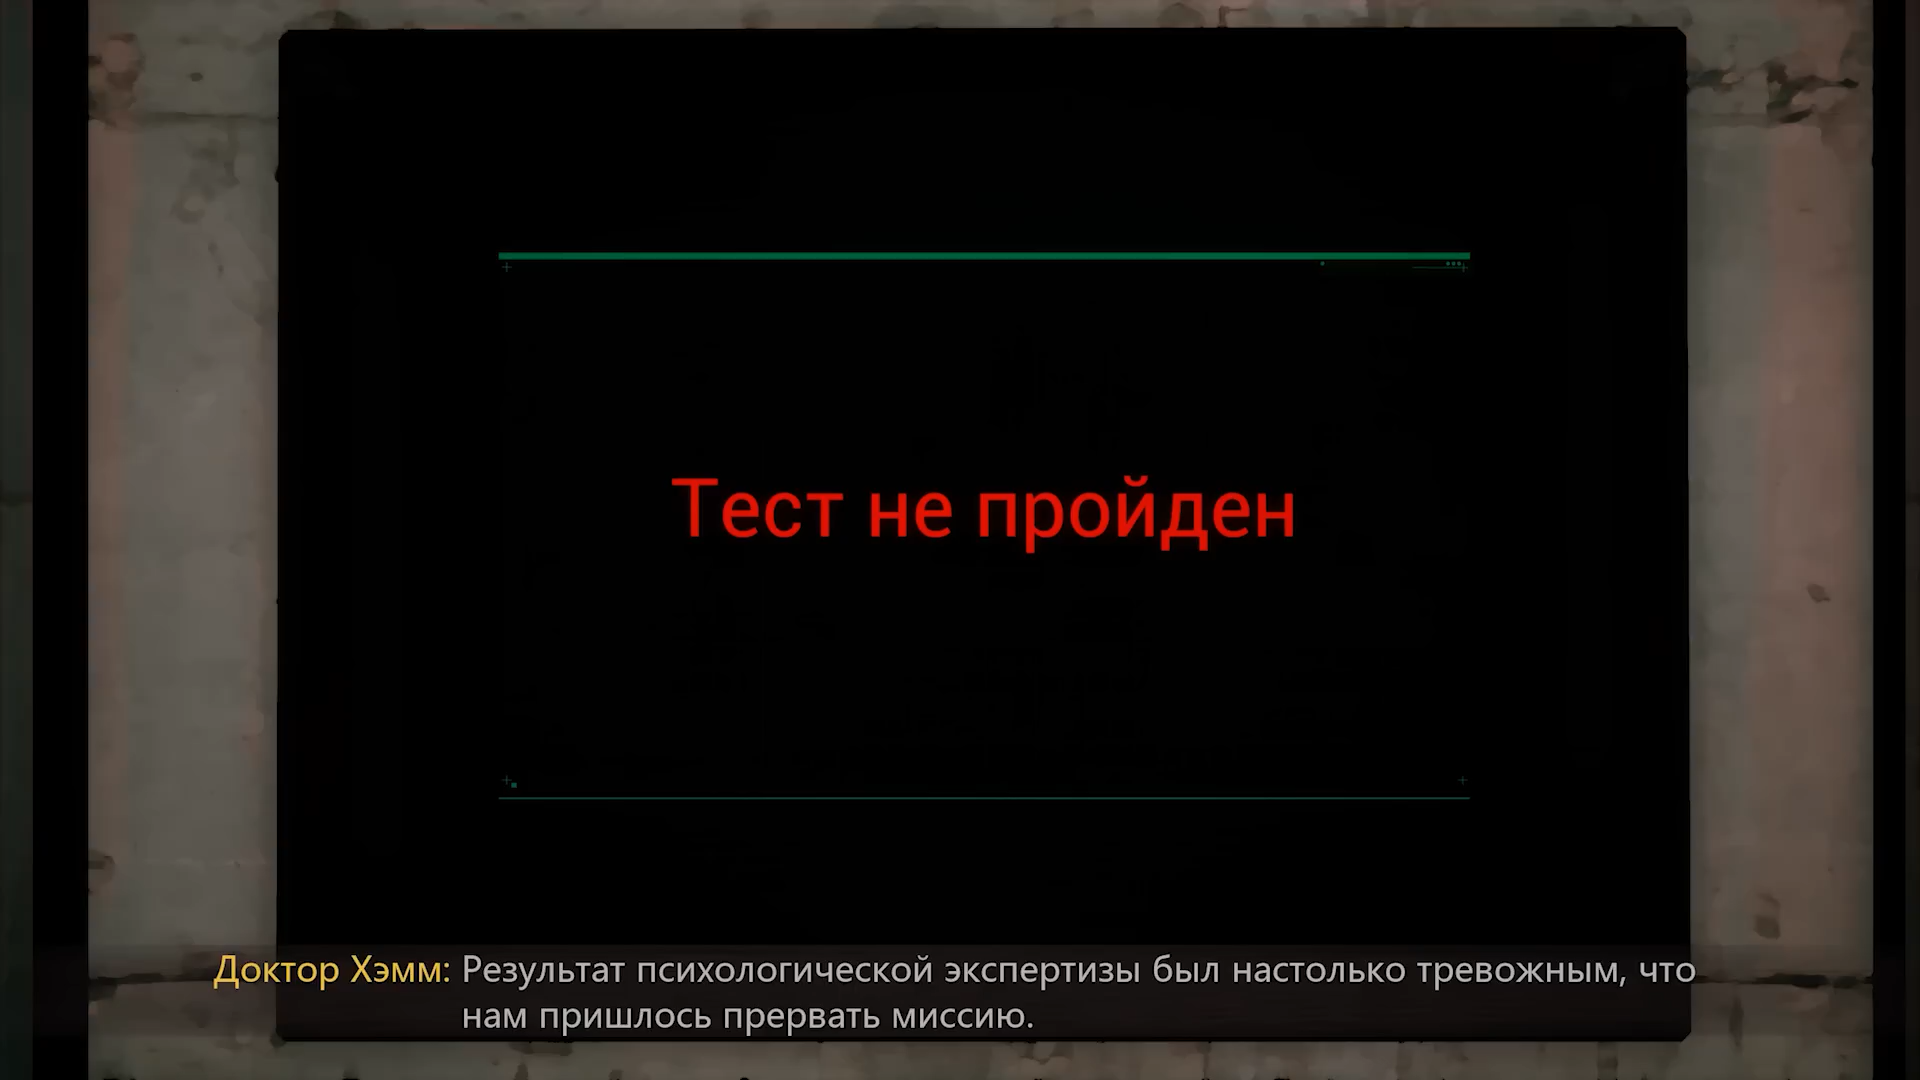 Тест не пройден
Доктор Хэмм: Результат психологической экспертизы был настолько тревожным, что
нам пришлось прервать миссию.